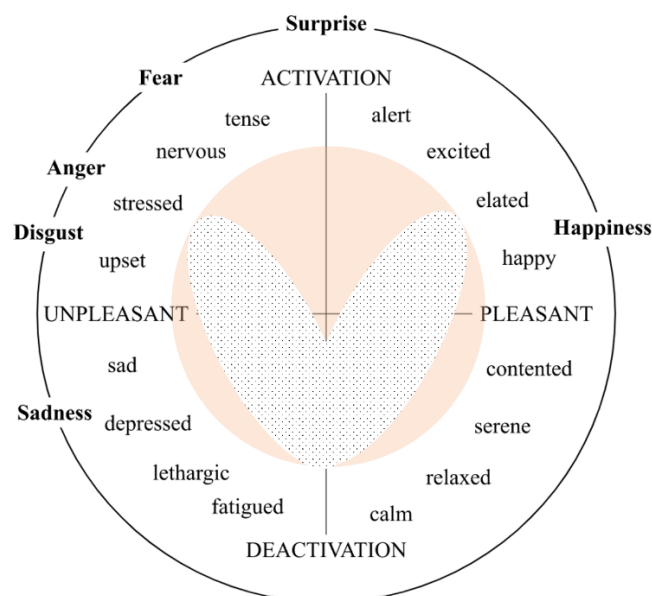 Surprise
Fear
ACTIVATION
tense
alert
nervous
excited
Anger
stressed
elated
Disgust
Happiness
upset
happy
UNPLEASANT
PLEASANT
sad
contented
Sadness
depressed
serene
lethargic
relaxed
fatigued
calm
DEACTIVATION